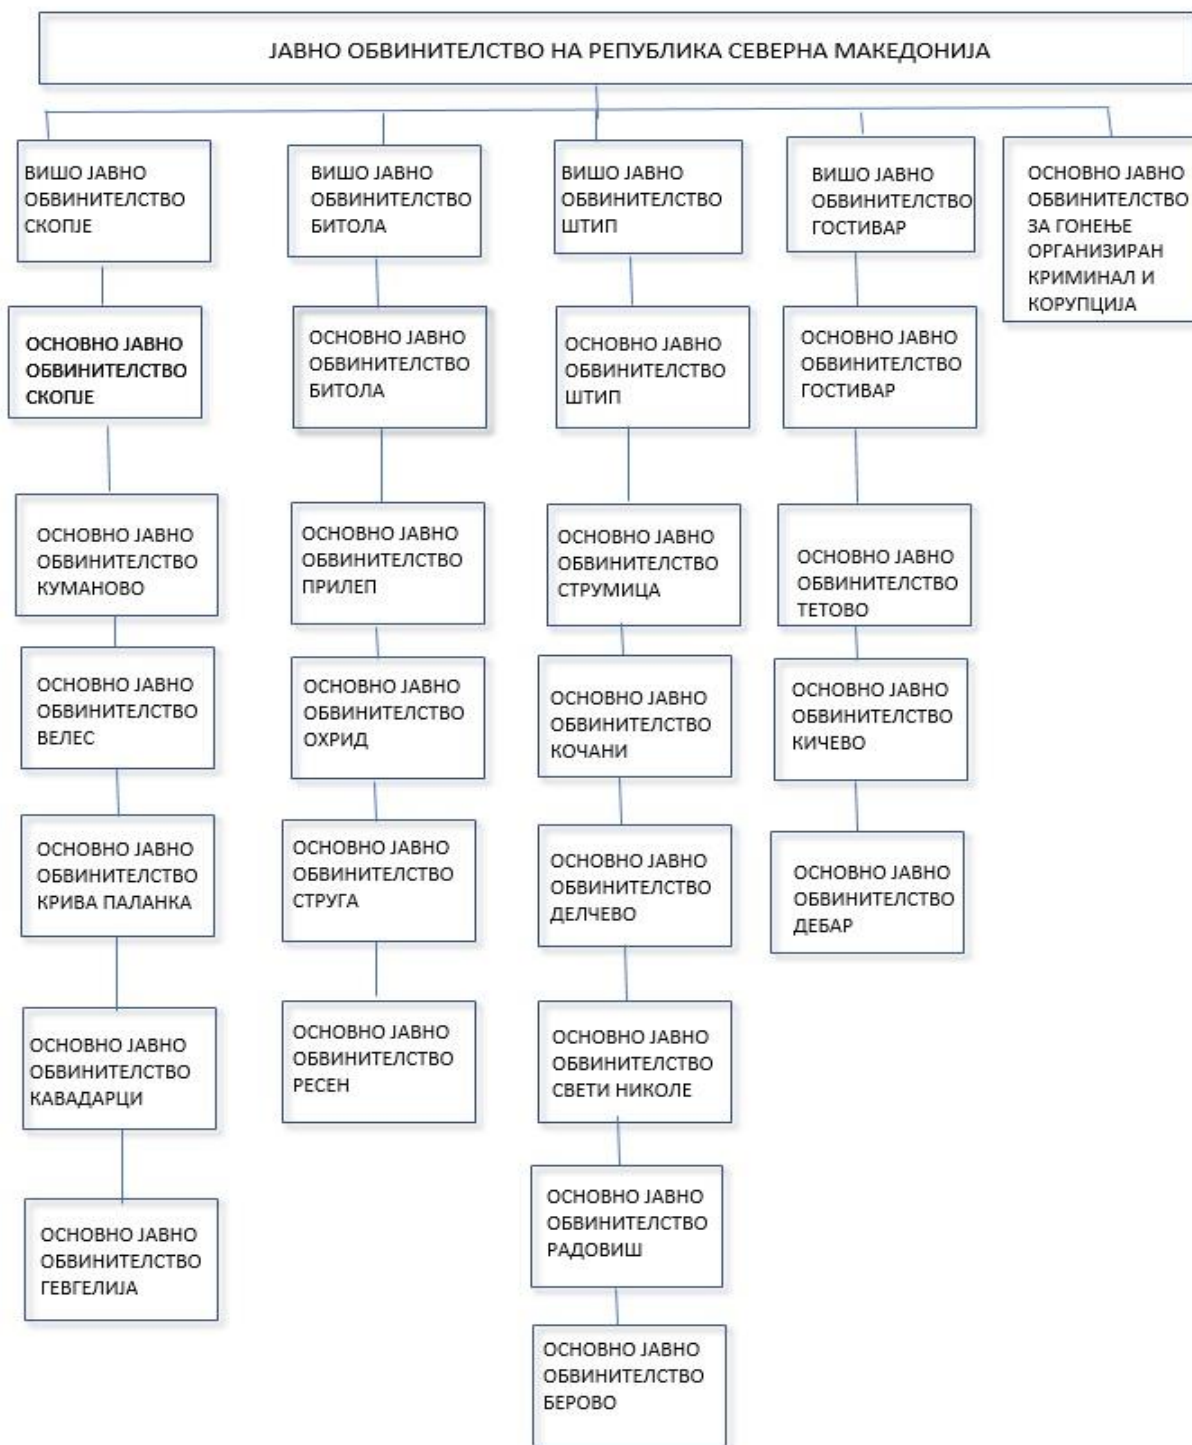 ЈАВНО ОБВИНИТЕЛСТВО НА РЕПУБЛИКА СЕВЕРНА МАКЕДОНИЈА
ВИШО ЈАВНО
ОБВИНИТЕЛСТВО
СКОПЈЕ
ОСНОВНО ЈАВНО
ОБВИНИТЕЛСТВО
СКОПЈЕ
ОСНОВНО ЈАВНО
ОБВИНИТЕЛСТВО
КУМАНОВО
ОСНОВНО ЈАВНО
ОБВИНИТЕЛСТВО
ВЕЛЕС
ОСНОВНО ЈАВНО
ОБВИНИТЕЛСТВО
КРИВА ПАЛАНКА
ОСНОВНО ЈАВНО
ОБВИНИТЕЛСТВО
КАВАДАРЦИ
ОСНОВНО ЈАВНО
ОБВИНИТЕЛСТВО
ГЕВГЕЛИЈА
ВИШО ЈАВНО
ОБВИНИТЕЛСТВО
БИТОЛА
ОСНОВНО ЈАВНО
ОБВИНИТЕЛСТВО
БИТОЛА
ОСНОВНО ЈАВНО
ОБВИНИТЕЛСТВО
ПРИЛЕП
ОСНОВНО ЈАВНО
ОБВИНИТЕЛСТВО
ОХРИД
ОСНОВНО ЈАВНО
ОБВИНИТЕЛСТВО
СТРУГА
ОСНОВНО ЈАВНО
ОБВИНИТЕЛСТВО
РЕСЕН
ВИШО ЈАВНО
ОБВИНИТЕЛСТВО
ШТИП
ОСНОВНО ЈАВНО
ОБВИНИТЕЛСТВО
ШТИП
ОСНОВНО ЈАВНО
ОБВИНИТЕЛСТВО
СТРУМИЦА
ОСНОВНО ЈАВНО
ОБВИНИТЕЛСТВО
КОЧАНИ
ОСНОВНО ЈАВНО
ОБВИНИТЕЛСТВО
ДЕЛЧЕВО
ОСНОВНО ЈАВНО
ОБВИНИТЕЛСТВО
СВЕТИ НИКОЛЕ
ОСНОВНО ЈАВНО
ОБВИНИТЕЛСТВО
РАДОВИШ
ОСНОВНО ЈАВНО
ОБВИНИТЕЛСТВО
БЕРОВО
ВИШО ЈАВНО
ОБВИНИТЕЛСТВО
ГОСТИВАР
ОСНОВНО ЈАВНО
ОБВИНИТЕЛСТВО
ГОСТИВАР
ОСНОВНО ЈАВНО
ОБВИНИТЕЛСТВО
ТЕТОВО
ОСНОВНО ЈАВНО
ОБВИНИТЕЛСТВО
КИЧЕВО
ОСНОВНО ЈАВНО
ОБВИНИТЕЛСТВО
ДЕБАР
ОСНОВНО ЈАВНО
ОБВИНИТЕЛСТВО
ЗА ГОНЕЊЕ
ОРГАНИЗИРАН
КРИМИНАЛ И
КОРУПЦИЈА